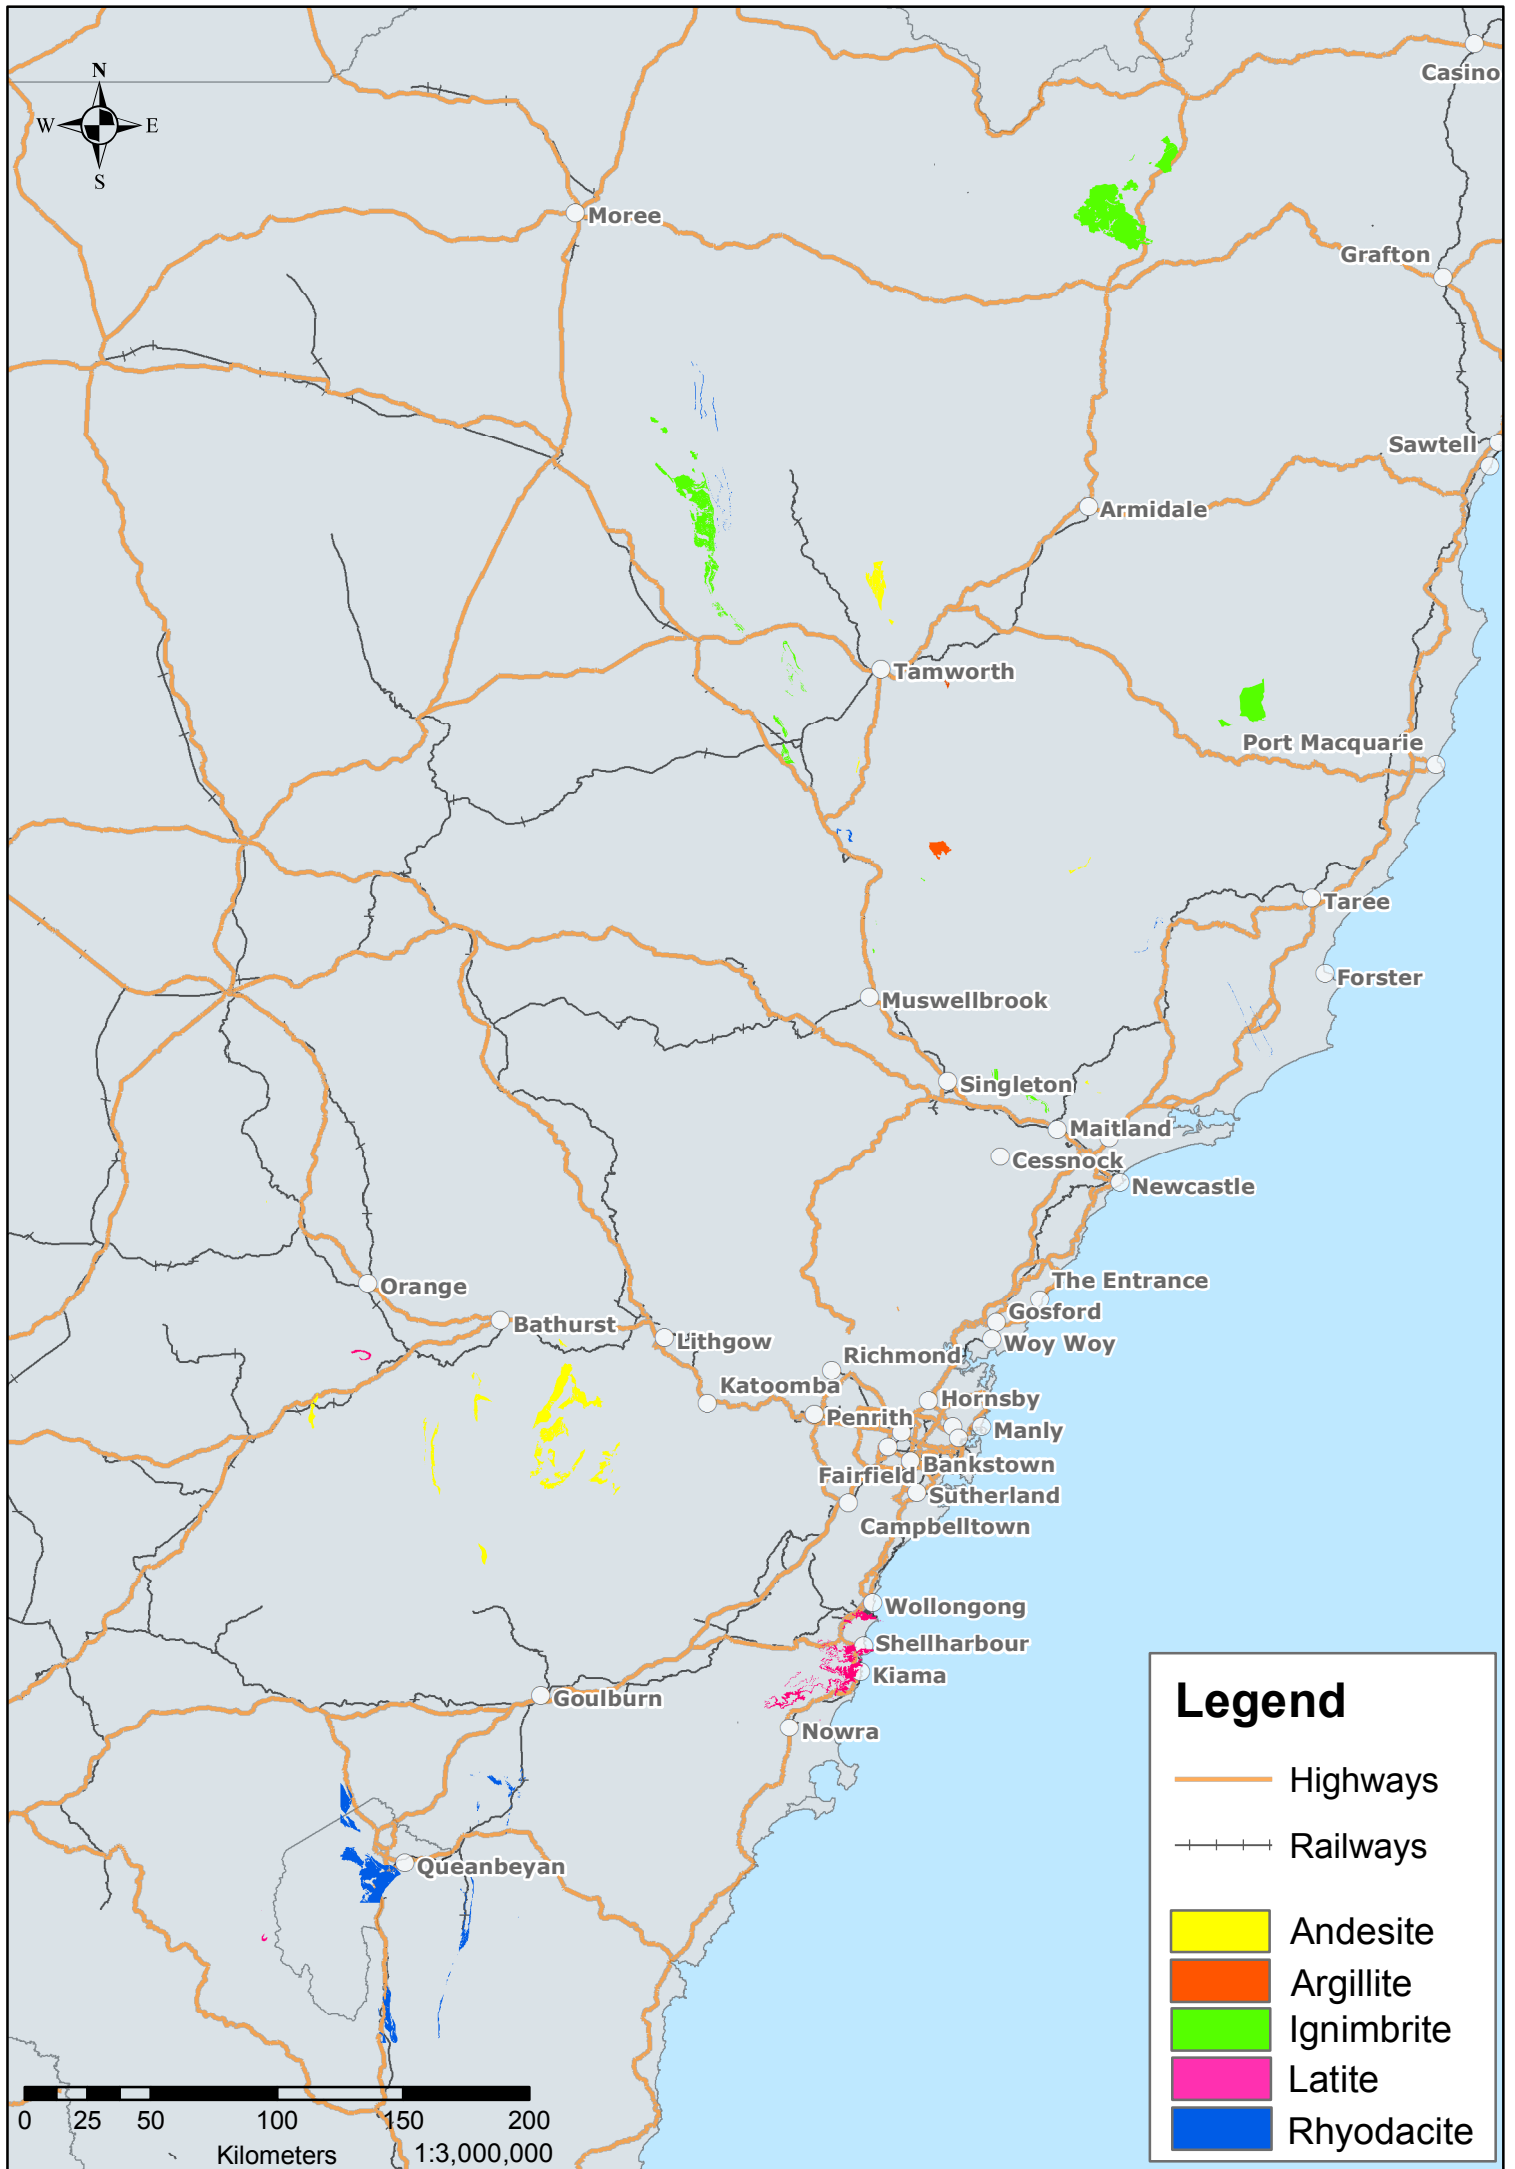 Casino
N
W
E
S
Moree
Grafton
Sawtell
Armidale
Tamworth
Port Macquarie
Taree
Forster
Muswellbrook
Singleton
Maitland
Cessnock
Newcastle
The Entrance
Orange
Gosford
Bathurst
Lithgow
Woy Woy
Richmond
Katoomba
Hornsby
Penrith
Manly
Bankstown
Fairfield
Sutherland
Campbelltown
Wollongong
Shellharbour
Kiama
Goulburn
Nowra
Queanbeyan
Legend
Highways
Railways
Andesite
Argillite
Ignimbrite
Latite
Rhyodacite
0 25 50 100 150 200
Kilometers 1:3,000,000